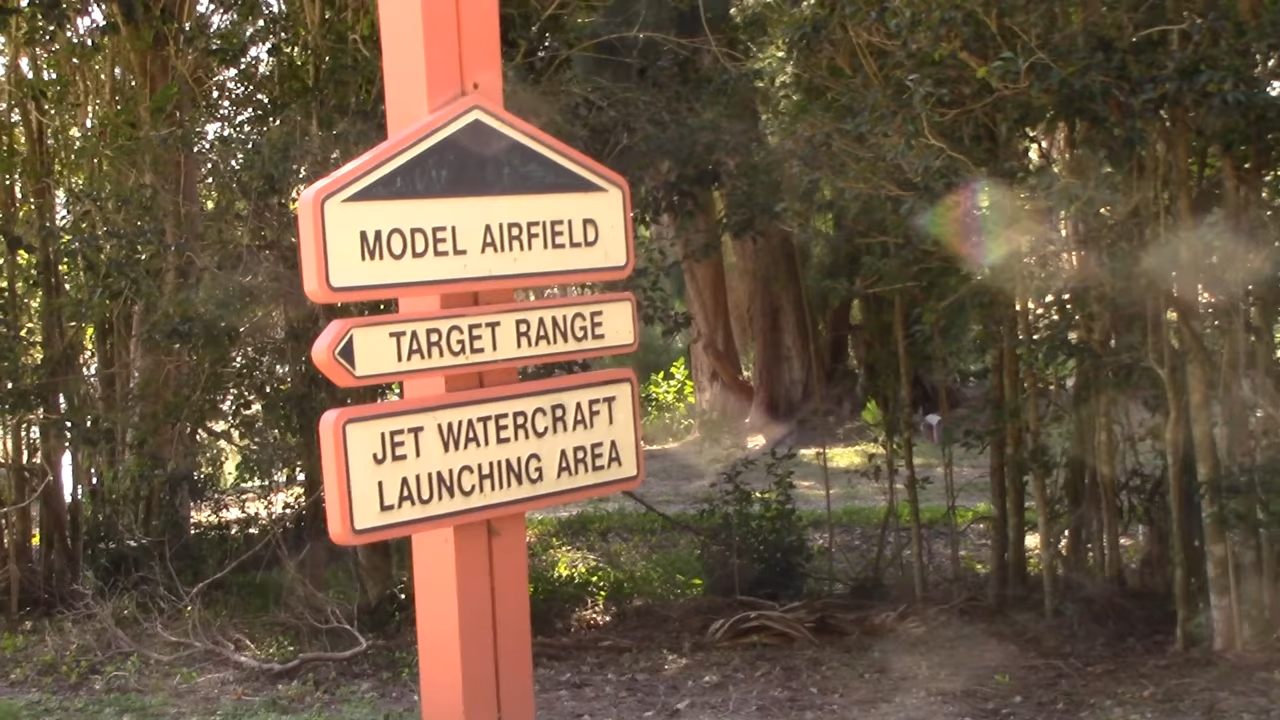 MODEL AIRFIELD
TARGET RANGE
JET WATERCRAFT
LAUNCHING AREA